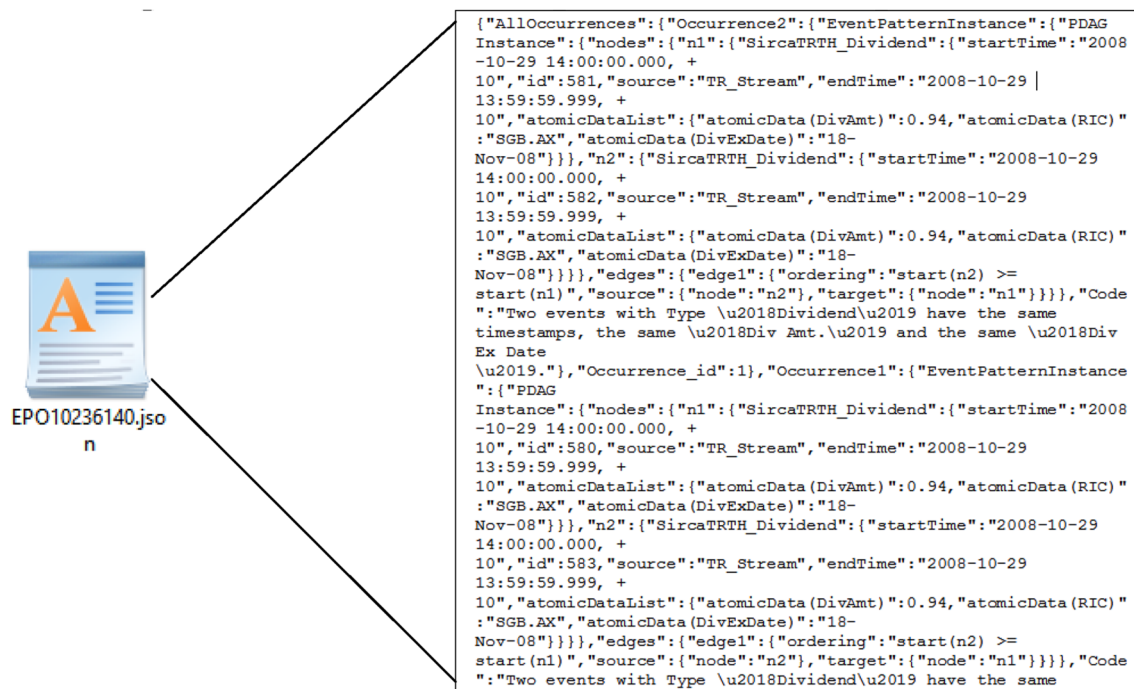 {"AllOccurrences":{"Occurrence2":{"EventPatternInstance":{"PDAG
Instance":{"nodes":{"n1":{"SircaTRTH_Dividend":{"startTime":"2008
-10-29 14:00:00.000, +
10","id":581,"source":"TR_Stream","endTime":"2008-10-29
13:59:59.999, +
10","atomicDataList":{"atomicData(DivAmt)":0.94,"atomicData(RIC)"
:"SGB.AX","atomicData(DivExDate)":"18-
Nov-08"}}},"n2":{"SircaTRTH_Dividend":{"startTime":"2008-10-29
14:00:00.000, +
10","id":582,"source":"TR_Stream","endTime":"2008-10-29
13:59:59.999, +
10","atomicDataList":{"atomicData(DivAmt)":0.94,"atomicData(RIC)"
:"SGB.AX","atomicData(DivExDate)":"18-
Nov-08"}}}},"edges":{"edge1":{"ordering":"start(n2) >=
start(n1)","source":{"node":"n2"},"target":{"node":"n1"}}}},"Code
":"Two events with Type \u2018Dividend\u2019 have the same
timestamps, the same \u2018Div Amt.\u2019 and the same \u2018Div
Ex Date
\u2019."},"Occurrence_id":1},"Occurrence1":{"EventPatternInstance
":{"PDAG
Instance":{"nodes":{"n1":{"SircaTRTH_Dividend":{"startTime":"2008
-10-29 14:00:00.000, +
10","id":580,"source":"TR_Stream","endTime":"2008-10-29
13:59:59.999, +
10","atomicDataList":{"atomicData(DivAmt)":0.94,"atomicData(RIC)"
:"SGB.AX","atomicData(DivExDate)":"18-
Nov-08"}}},"n2":{"SircaTRTH_Dividend":{"startTime":"2008-10-29
14:00:00.000, +
10","id":583,"source":"TR_Stream","endTime":"2008-10-29
13:59:59.999, +
10","atomicDataList":{"atomicData(DivAmt)":0.94,"atomicData(RIC)"
:"SGB.AX","atomicData(DivExDate)":"18-
Nov-08"}}}},"edges":{"edge1":{"ordering":"start(n2) >=
start(n1)","source":{"node":"n2"},"target":{"node":"n1"}}}},"Code
":"Two events with Type \u2018Dividend\u2019 have the same
A
EPO10236140.jso
n